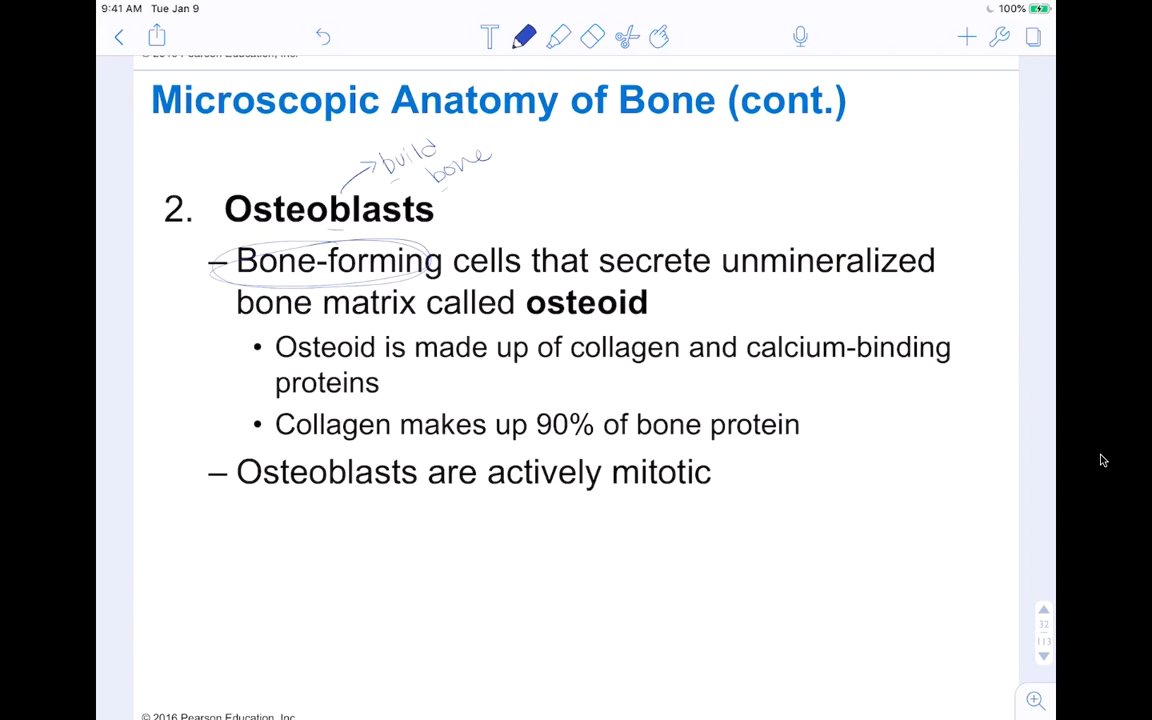 9:41 AM Tue Jan 9
100%
Microscopic Anatomy of Bone (cont.)
build
bone
2. Osteoblasts
– Bone-forming cells that secrete unmineralized
bone matrix called osteoid
• Osteoid is made up of collagen and calcium-binding
proteins
• Collagen makes up 90% of bone protein
– Osteoblasts are actively mitotic
32
113
© 2016 Pearson Education, Inc.